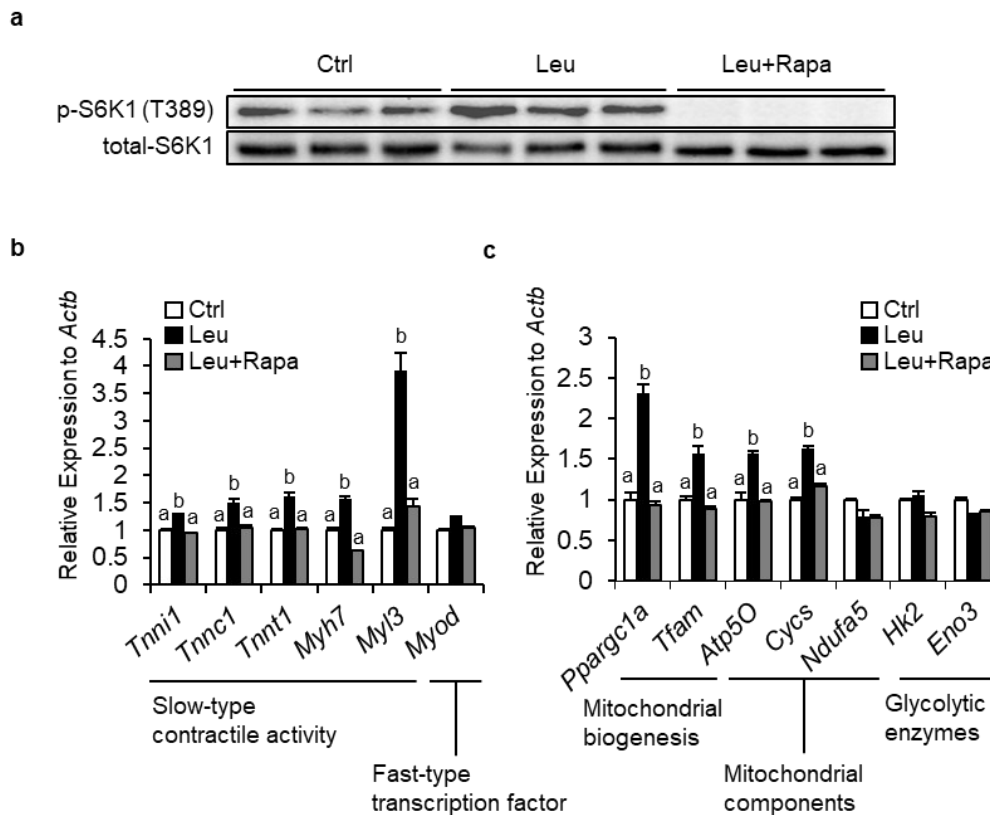 a
Ctrl Leu Leu+Rapa
p-S6K1 (T389)
total-S6K1
b
Relative Expression to Actb
Ctrl
Leu
Leu+Rapa
4.5
4
3.5
3
2.5
2
1.5
1
0.5
0
a b a
a b a
a b a
a b a
a b a
Tnni1 Tnnc1 Tnnt1 Myh7 Myl3 Myod
Slow-type
contractile activity
Fast-type
transcription factor
c
Relative Expression to Actb
Ctrl
Leu
Leu+Rapa
3
2.5
2
1.5
1
0.5
0
a b a
a b a
a b a
a b a
Ppargc1a Tfam Atp5O Cycs Ndufa5 Hk2 Eno3
Mitochondrial
biogenesis
Mitochondrial
components
Glycolytic
enzymes